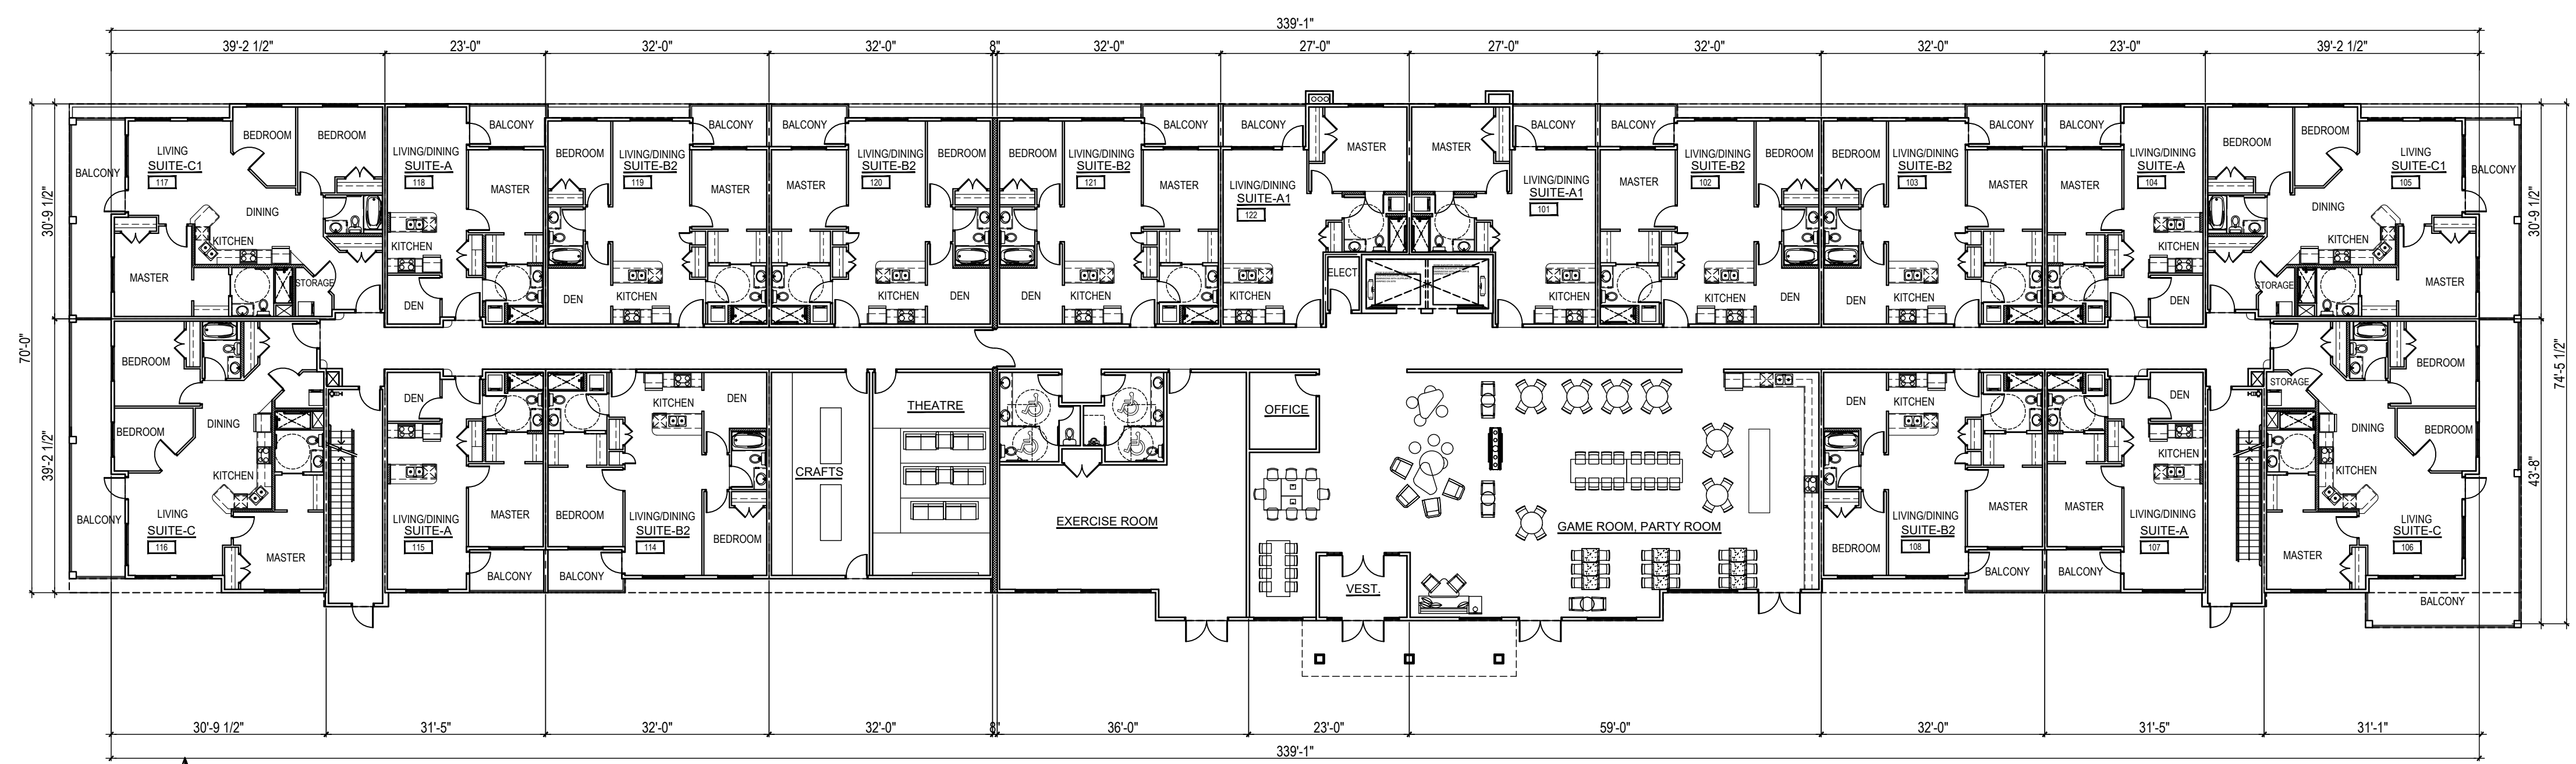 339'-1"
39'-2 1/2"
23'-0"
32'-0"
32'-0"
8"
32'-0"
27'-0"
27'-0"
32'-0"
32'-0"
23'-0"
39'-2 1/2"
70'-0"
30'-9 1/2"
39'-2 1/2"
BALCONY
LIVING
SUITE-C1
117
BEDROOM
BEDROOM
DINING
KITCHEN
MASTER
STORAGE
LIVING/DINING
SUITE-A
118
BALCONY
MASTER
KITCHEN
DEN
BEDROOM
LIVING/DINING
SUITE-B2
119
BALCONY
MASTER
DEN
KITCHEN
BALCONY
MASTER
LIVING/DINING
SUITE-B2
120
BEDROOM
KITCHEN
DEN
BEDROOM
LIVING/DINING
SUITE-B2
121
BALCONY
MASTER
DEN
KITCHEN
BALCONY
LIVING/DINING
SUITE-A1
122
MASTER
KITCHEN
ELECT
MASTER
BALCONY
LIVING/DINING
SUITE-A1
101
KITCHEN
BALCONY
MASTER
LIVING/DINING
SUITE-B2
102
BEDROOM
KITCHEN
DEN
BEDROOM
LIVING/DINING
SUITE-B2
103
BALCONY
MASTER
DEN
KITCHEN
BALCONY
MASTER
LIVING/DINING
SUITE-A
104
KITCHEN
DEN
BEDROOM
BEDROOM
LIVING
SUITE-C1
105
BALCONY
DINING
KITCHEN
STORAGE
MASTER
30'-9 1/2"
43'-8"
74'-5 1/2"
BEDROOM
BEDROOM
DINING
KITCHEN
BALCONY
LIVING
SUITE-C
116
MASTER
DEN
KITCHEN
LIVING/DINING
SUITE-A
115
MASTER
BALCONY
KITCHEN
DEN
BEDROOM
LIVING/DINING
SUITE-B2
114
BEDROOM
BALCONY
CRAFTS
THEATRE
EXERCISE ROOM
OFFICE
VEST.
GAME ROOM, PARTY ROOM
DEN
KITCHEN
MASTER
LIVING/DINING
SUITE-B2
108
BEDROOM
BALCONY
DEN
KITCHEN
MASTER
LIVING/DINING
SUITE-A
107
BALCONY
STORAGE
BEDROOM
DINING
BEDROOM
KITCHEN
LIVING
SUITE-C
106
MASTER
BALCONY
30'-9 1/2"
31'-5"
32'-0"
32'-0"
8"
36'-0"
23'-0"
59'-0"
32'-0"
31'-5"
31'-1"
339'-1"